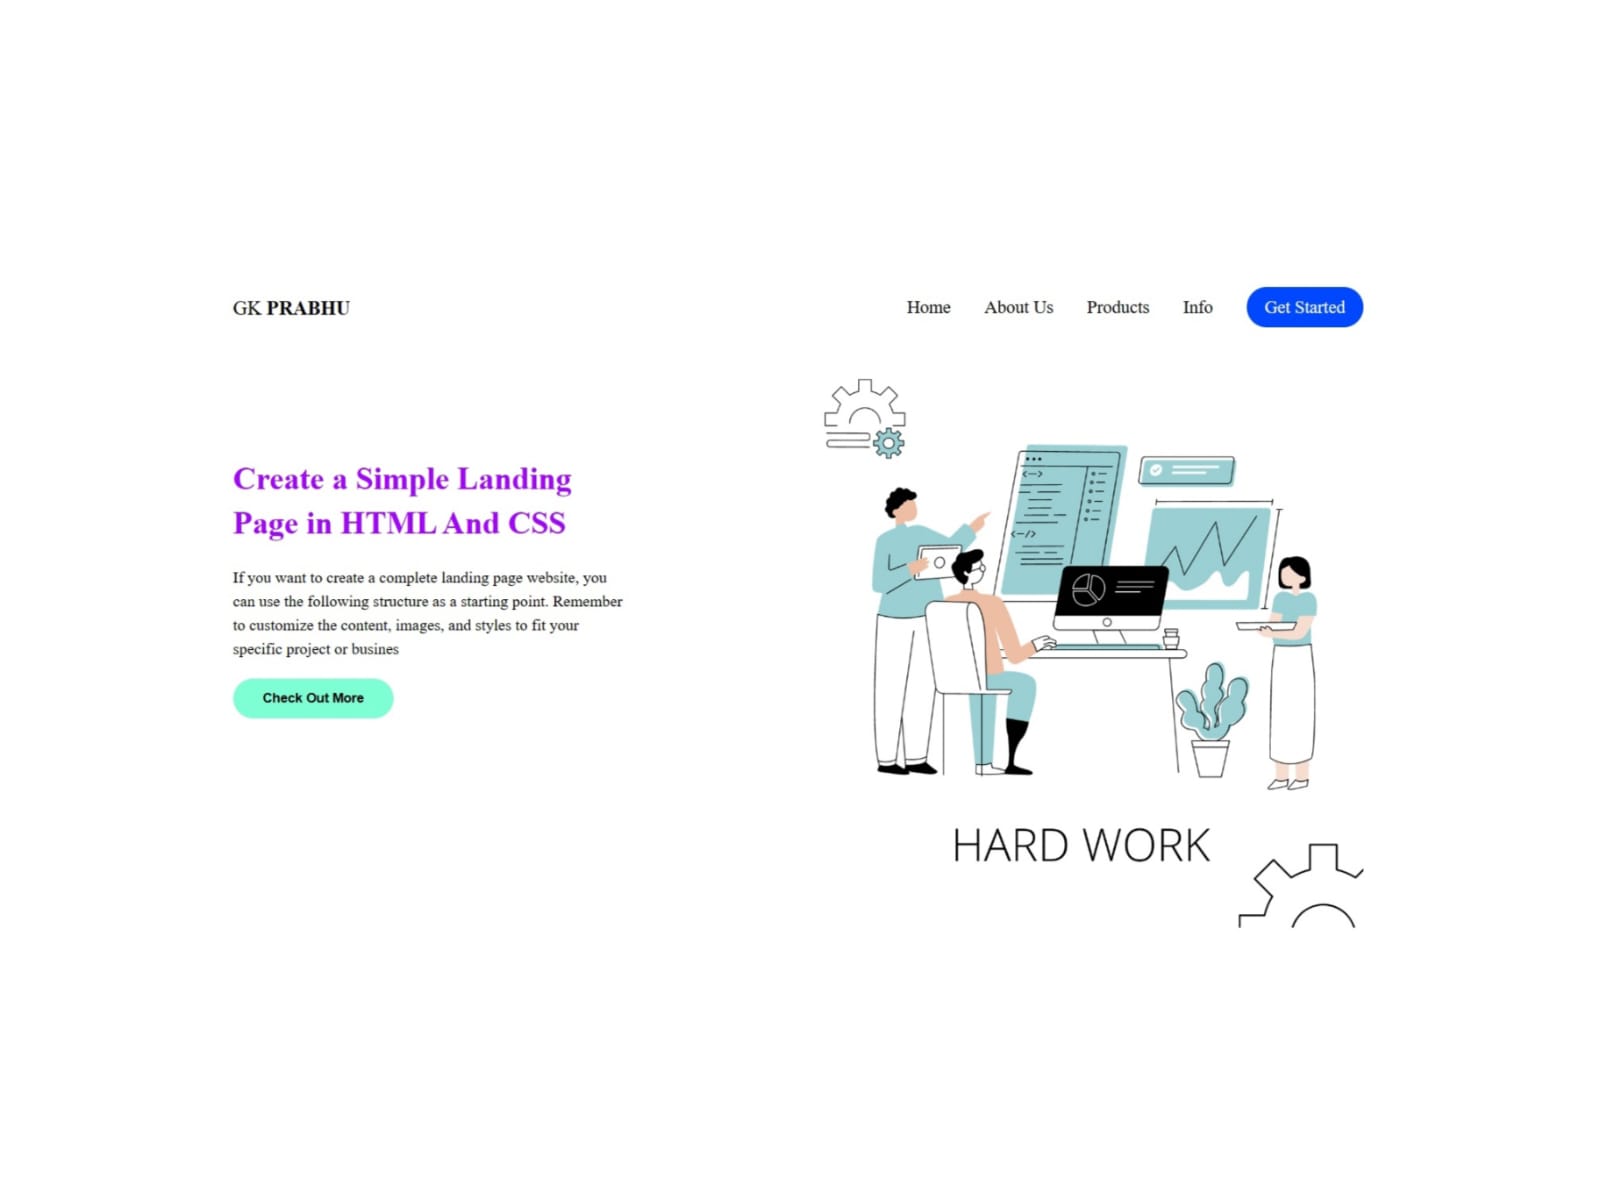 GK PRABHU
Home About Us Products Info Get Started
Create a Simple Landing
Page in HTML And CSS
If you want to create a complete landing page website, you
can use the following structure as a starting point. Remember
to customize the content, images, and styles to fit your
specific project or busines
Check Out More
<-->
<-/>
HARD WORK